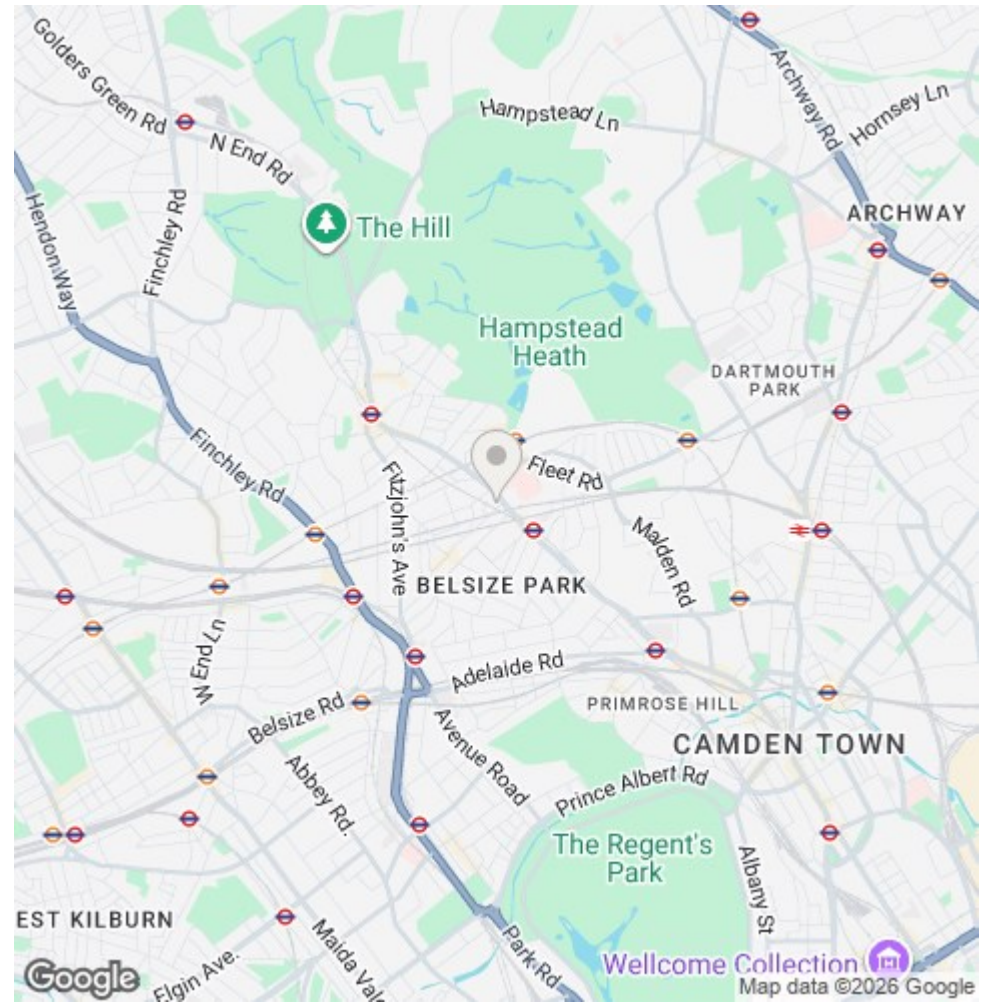 Golders Green Rd
N End Rd
Hampstead Ln
Archway Rd
Hornsey Ln
Hendon Way
Finchley Rd
The Hill
ARCHWAY
Hampstead
Heath
DARTMOUTH
PARK
Finchley Rd
Fitzjohn's Ave
Fleet Rd
Malden Rd
BELSIZE PARK
W End Ln
Adelaide Rd
Belsize Rd
PRIMROSE HILL
Avenue Road
CAMDEN TOWN
Abbey Rd.
Prince Albert Rd
The Regent's
Park
Albany St
EST KILBURN
Maida Vale
Elgin Ave.
Park Rd
Wellcome Collection
Google
Map data ©2026 Google